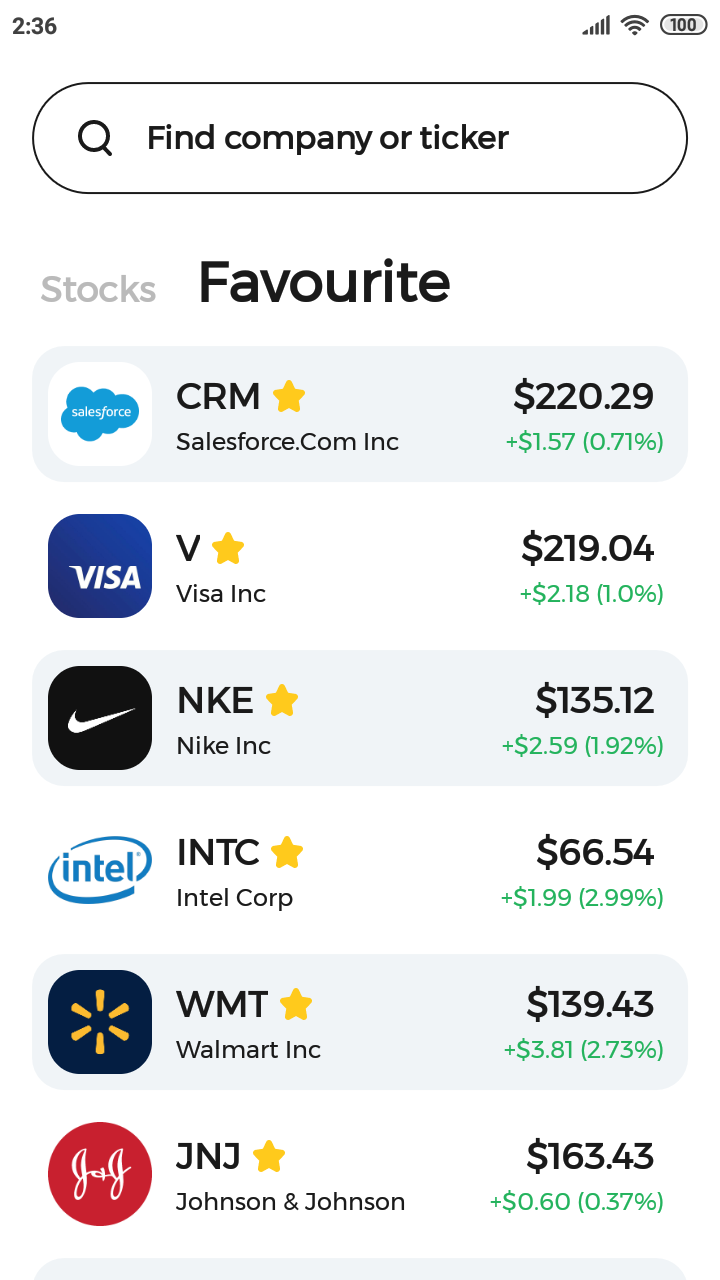 2:36
100
Find company or ticker
Stocks Favourite
salesforce
CRM
$220.29
Salesforce.Com Inc
+$1.57 (0.71%)
VISA
V
$219.04
Visa Inc
+$2.18 (1.0%)
NKE
$135.12
Nike Inc
+$2.59 (1.92%)
intel
INTC
$66.54
Intel Corp
+$1.99 (2.99%)
WMT
$139.43
Walmart Inc
+$3.81 (2.73%)
J&J
JNJ
$163.43
Johnson & Johnson
+$0.60 (0.37%)